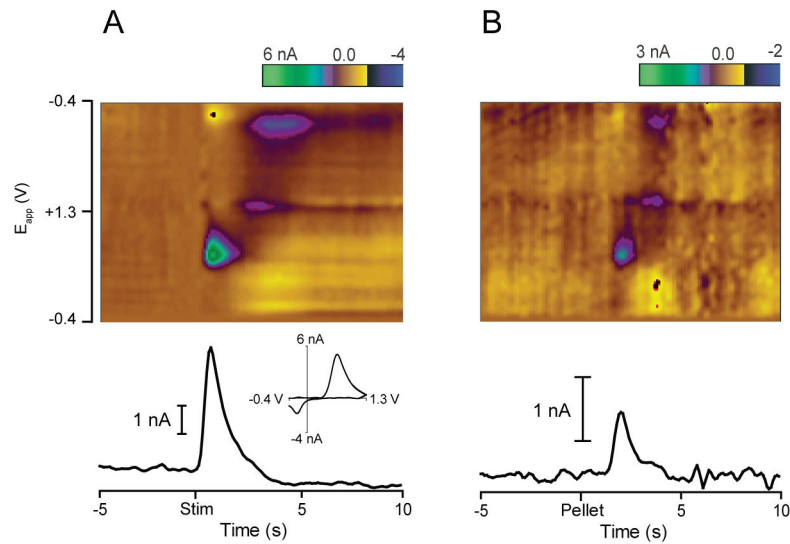 A
B
6 nA 0.0 -4
3 nA 0.0 -2
-0.4
+1.3
-0.4
E app (V)
6 nA
-0.4 V 1.3 V
-4 nA
1 nA
1 nA
-5 Stim 5 10
Time (s)
-5 Pellet 5 10
Time (s)